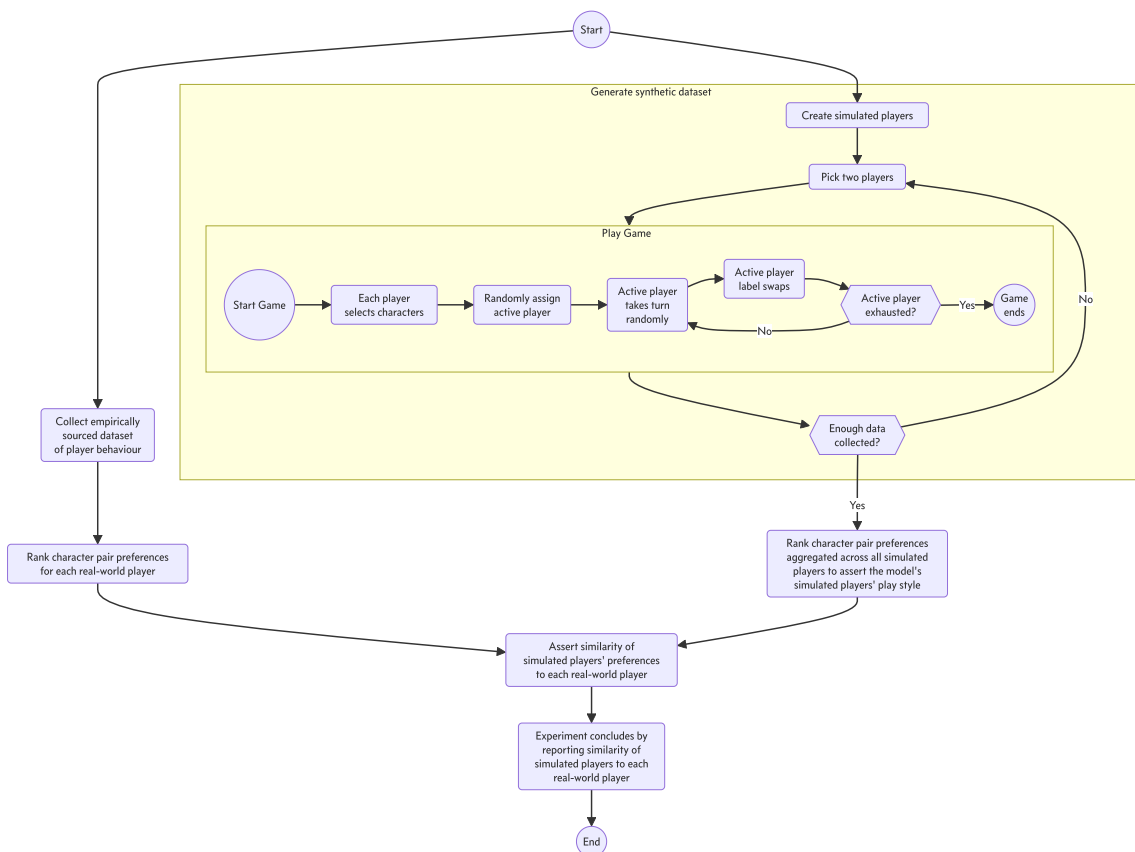 Start
Generate synthetic dataset
Create simulated players
Pick two players
Play Game
Start Game
Each player
selects characters
Randomly assign
active player
Active player
takes turn
randomly
Active player
label swaps
Active player
exhausted?
Yes
Game
ends
No
No
Collect empirically
sourced dataset
of player behaviour
Enough data
collected?
Yes
Rank character pair preferences
for each real-world player
Rank character pair preferences
aggregated across all simulated
players to assert the model's
simulated players' play style
Assert similarity of
simulated players' preferences
to each real-world player
Experiment concludes by
reporting similarity of
simulated players to each
real-world player
End